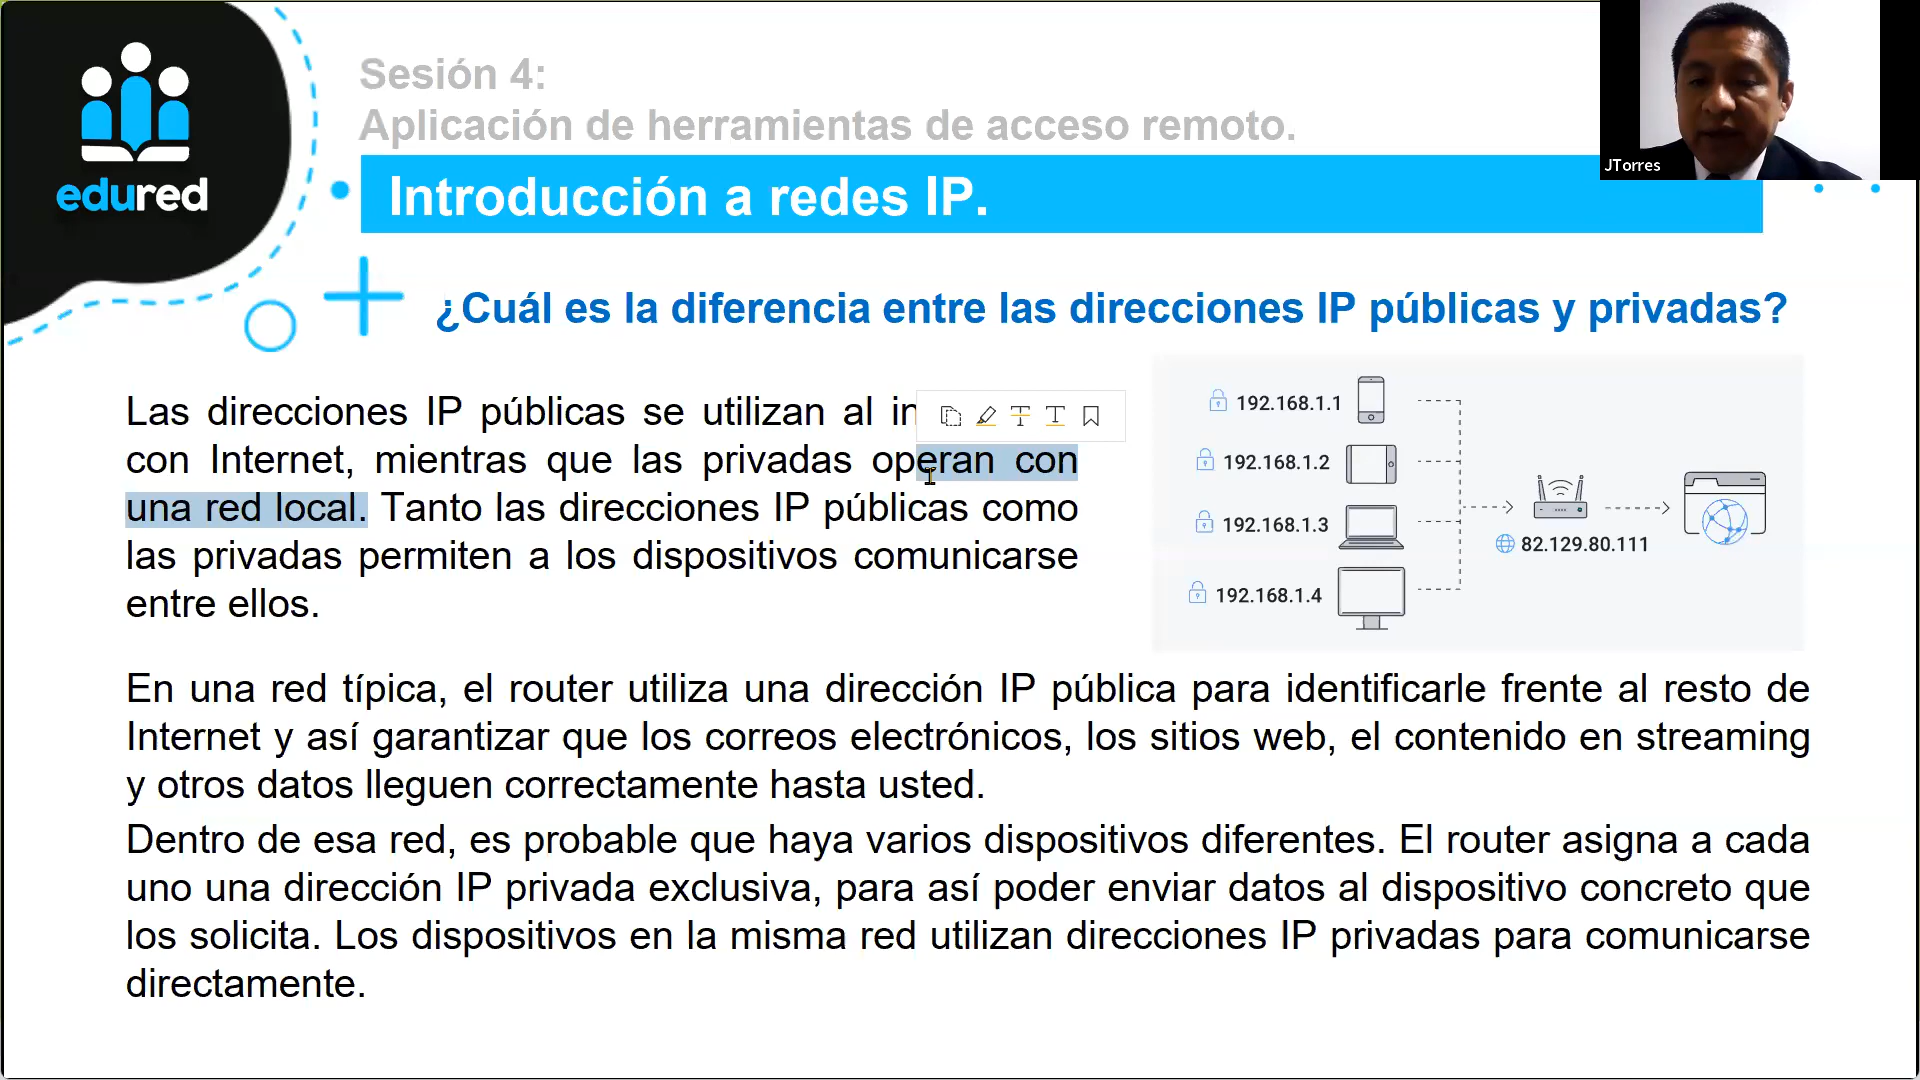 edured
Sesión 4:
Aplicación de herramientas de acceso remoto.
JTorres
Introducción a redes IP.
¿Cuál es la diferencia entre las direcciones IP públicas y privadas?
Las direcciones IP públicas se utilizan al
con Internet, mientras que las privadas operan con
una red local. Tanto las direcciones IP públicas como
las privadas permiten a los dispositivos comunicarse
entre ellos.
192.168.1.1
192.168.1.2
192.168.1.3
192.168.1.4
82.129.80.111
En una red típica, el router utiliza una dirección IP pública para identificarle frente al resto de
Internet y así garantizar que los correos electrónicos, los sitios web, el contenido en streaming
y otros datos lleguen correctamente hasta usted.
Dentro de esa red, es probable que haya varios dispositivos diferentes. El router asigna a cada
uno una dirección IP privada exclusiva, para así poder enviar datos al dispositivo concreto que
los solicita. Los dispositivos en la misma red utilizan direcciones IP privadas para comunicarse
directamente.